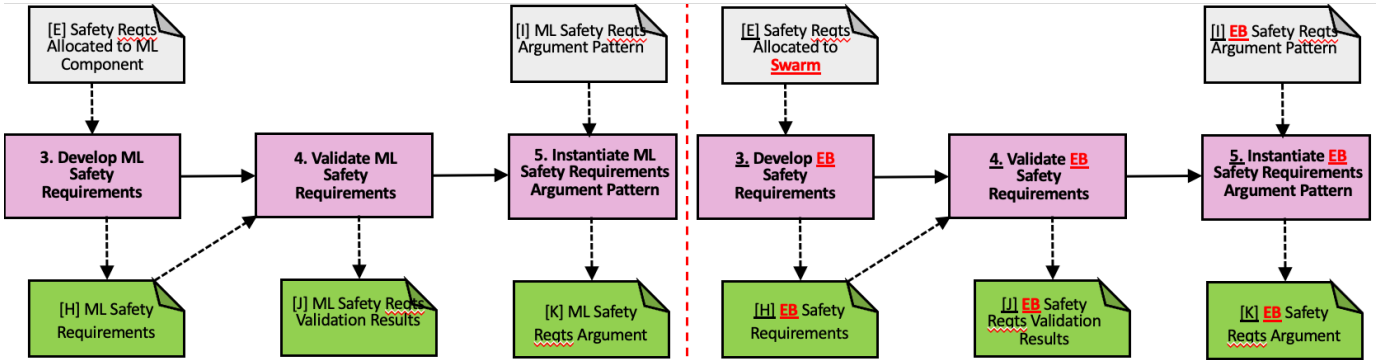 [E] Safety Reqts
Allocated to ML
Component
[I] ML Safety Reqts
Argument Pattern
3. Develop ML
Safety
Requirements
4. Validate ML
Safety
Requirements
5. Instantiate ML
Safety Requirements
Argument Pattern
[H] ML Safety
Requirements
[J] ML Safety Reqts
Validation Results
[K] ML Safety
Reqts Argument
[E] Safety Reqts
Allocated to
Swarm
[I] EB Safety Reqts
Argument Pattern
3. Develop EB
Safety
Requirements
4. Validate EB
Safety
Requirements
5. Instantiate EB
Safety Requirements
Argument Pattern
[H] EB Safety
Requirements
[J] EB Safety
Reqts Validation
Results
[K] EB Safety
Reqts Argument